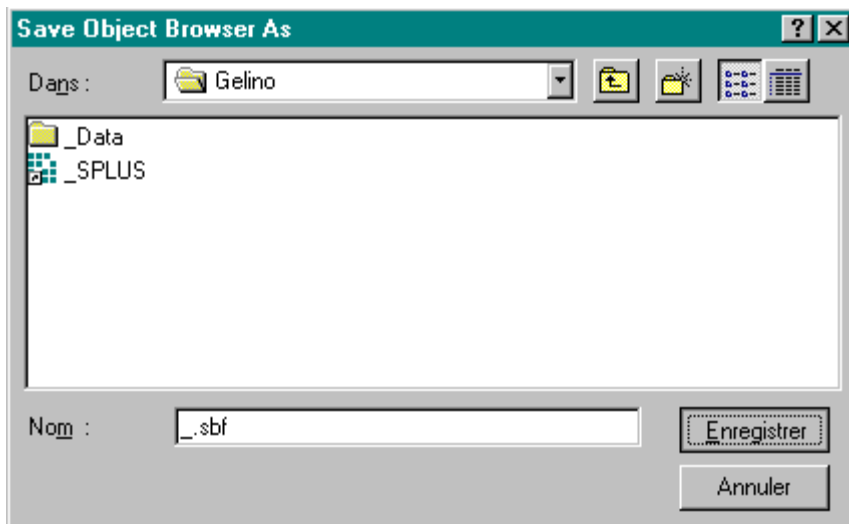 Save Object Browser As
Dans : Gelino
_Data
_SPLUS
Nom : _.sbf Enregistrer
Annuler